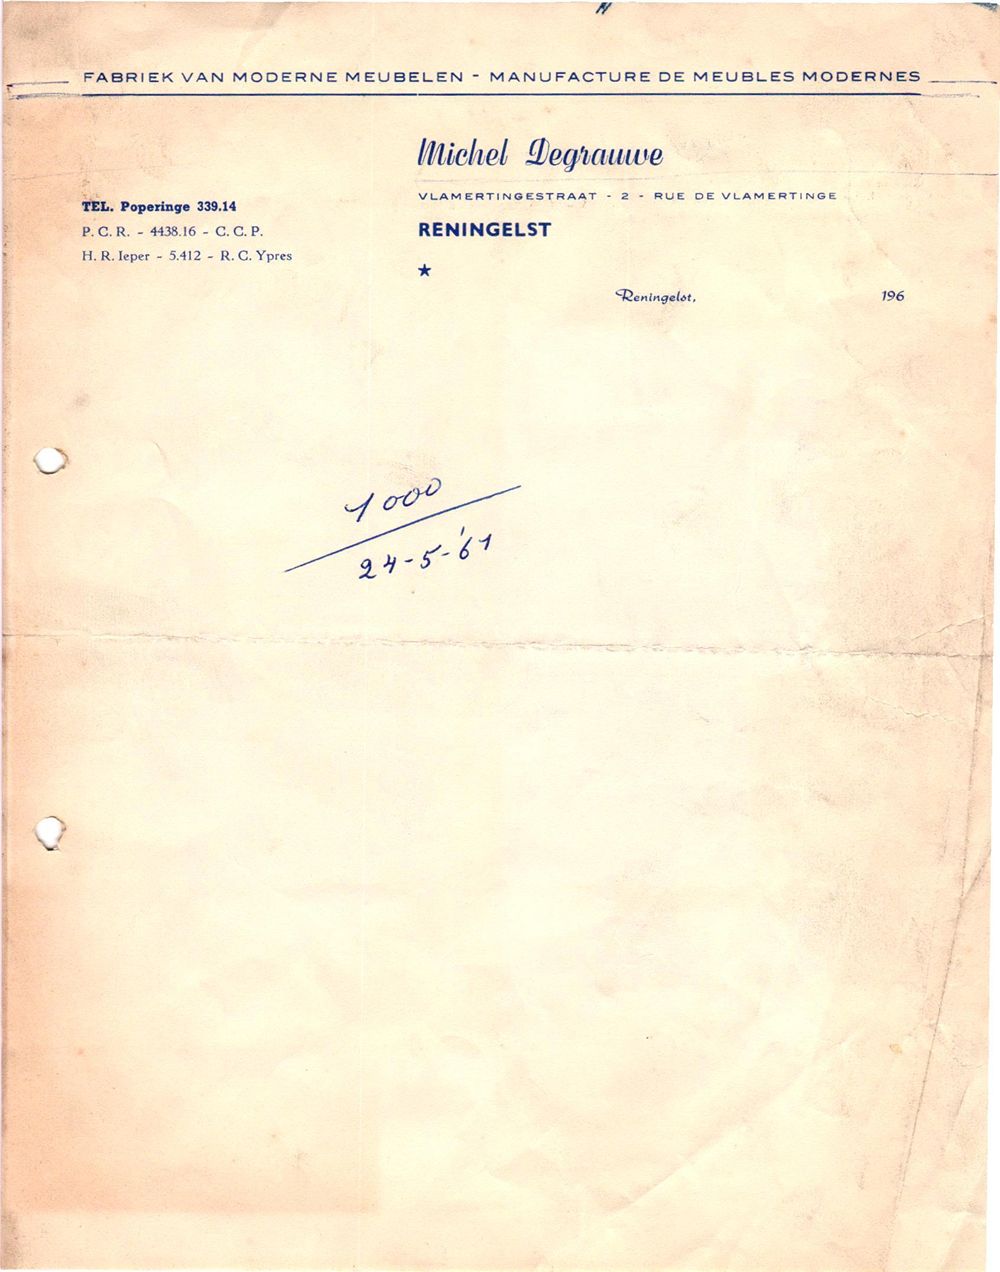 FABRIEK VAN MODERNE MEUBELEN - MANUFACTURE DE MEUBLES MODERNES
Michel Degrauwe
VLAMERTINGESTRAAT - 2 - RUE DE VLAMERTINGE
RENINGELST
TEL. Poperinge 339.14
P. C. R. - 4438.16 - C. C. P.
H. R. Ieper - 5.412 - R. C. Ypres
Reningelst, 196
1000
24-5-'61